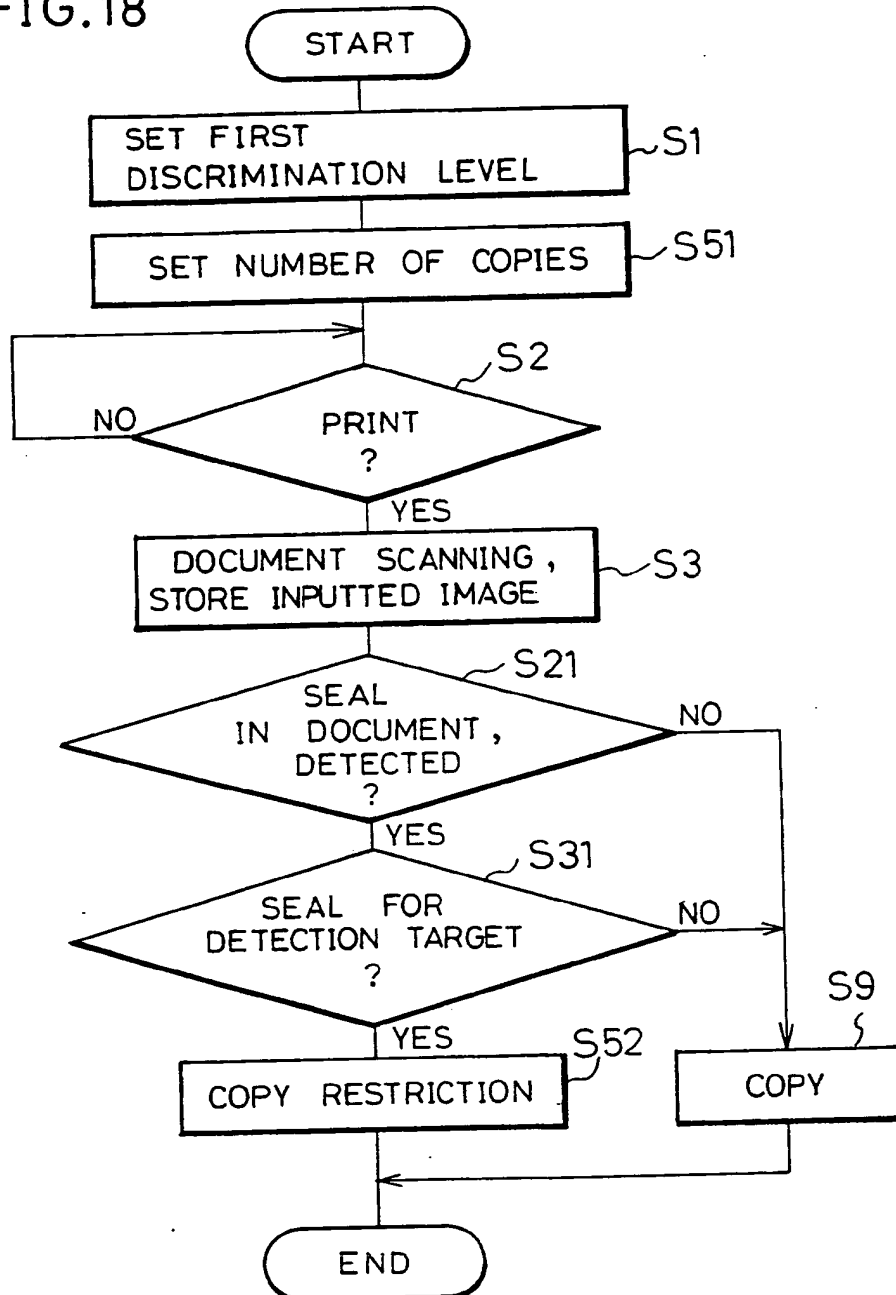 FIG.18
START
SET FIRST
DISCRIMINATION LEVEL
S1
SET NUMBER OF COPIES
S51
S2
NO
PRINT
?
YES
DOCUMENT SCANNING,
STORE INPUTTED IMAGE
S3
S21
SEAL
IN DOCUMENT,
DETECTED
?
NO
YES
S31
SEAL FOR
DETECTION TARGET
?
NO
YES
S52
COPY RESTRICTION
S9
COPY
END